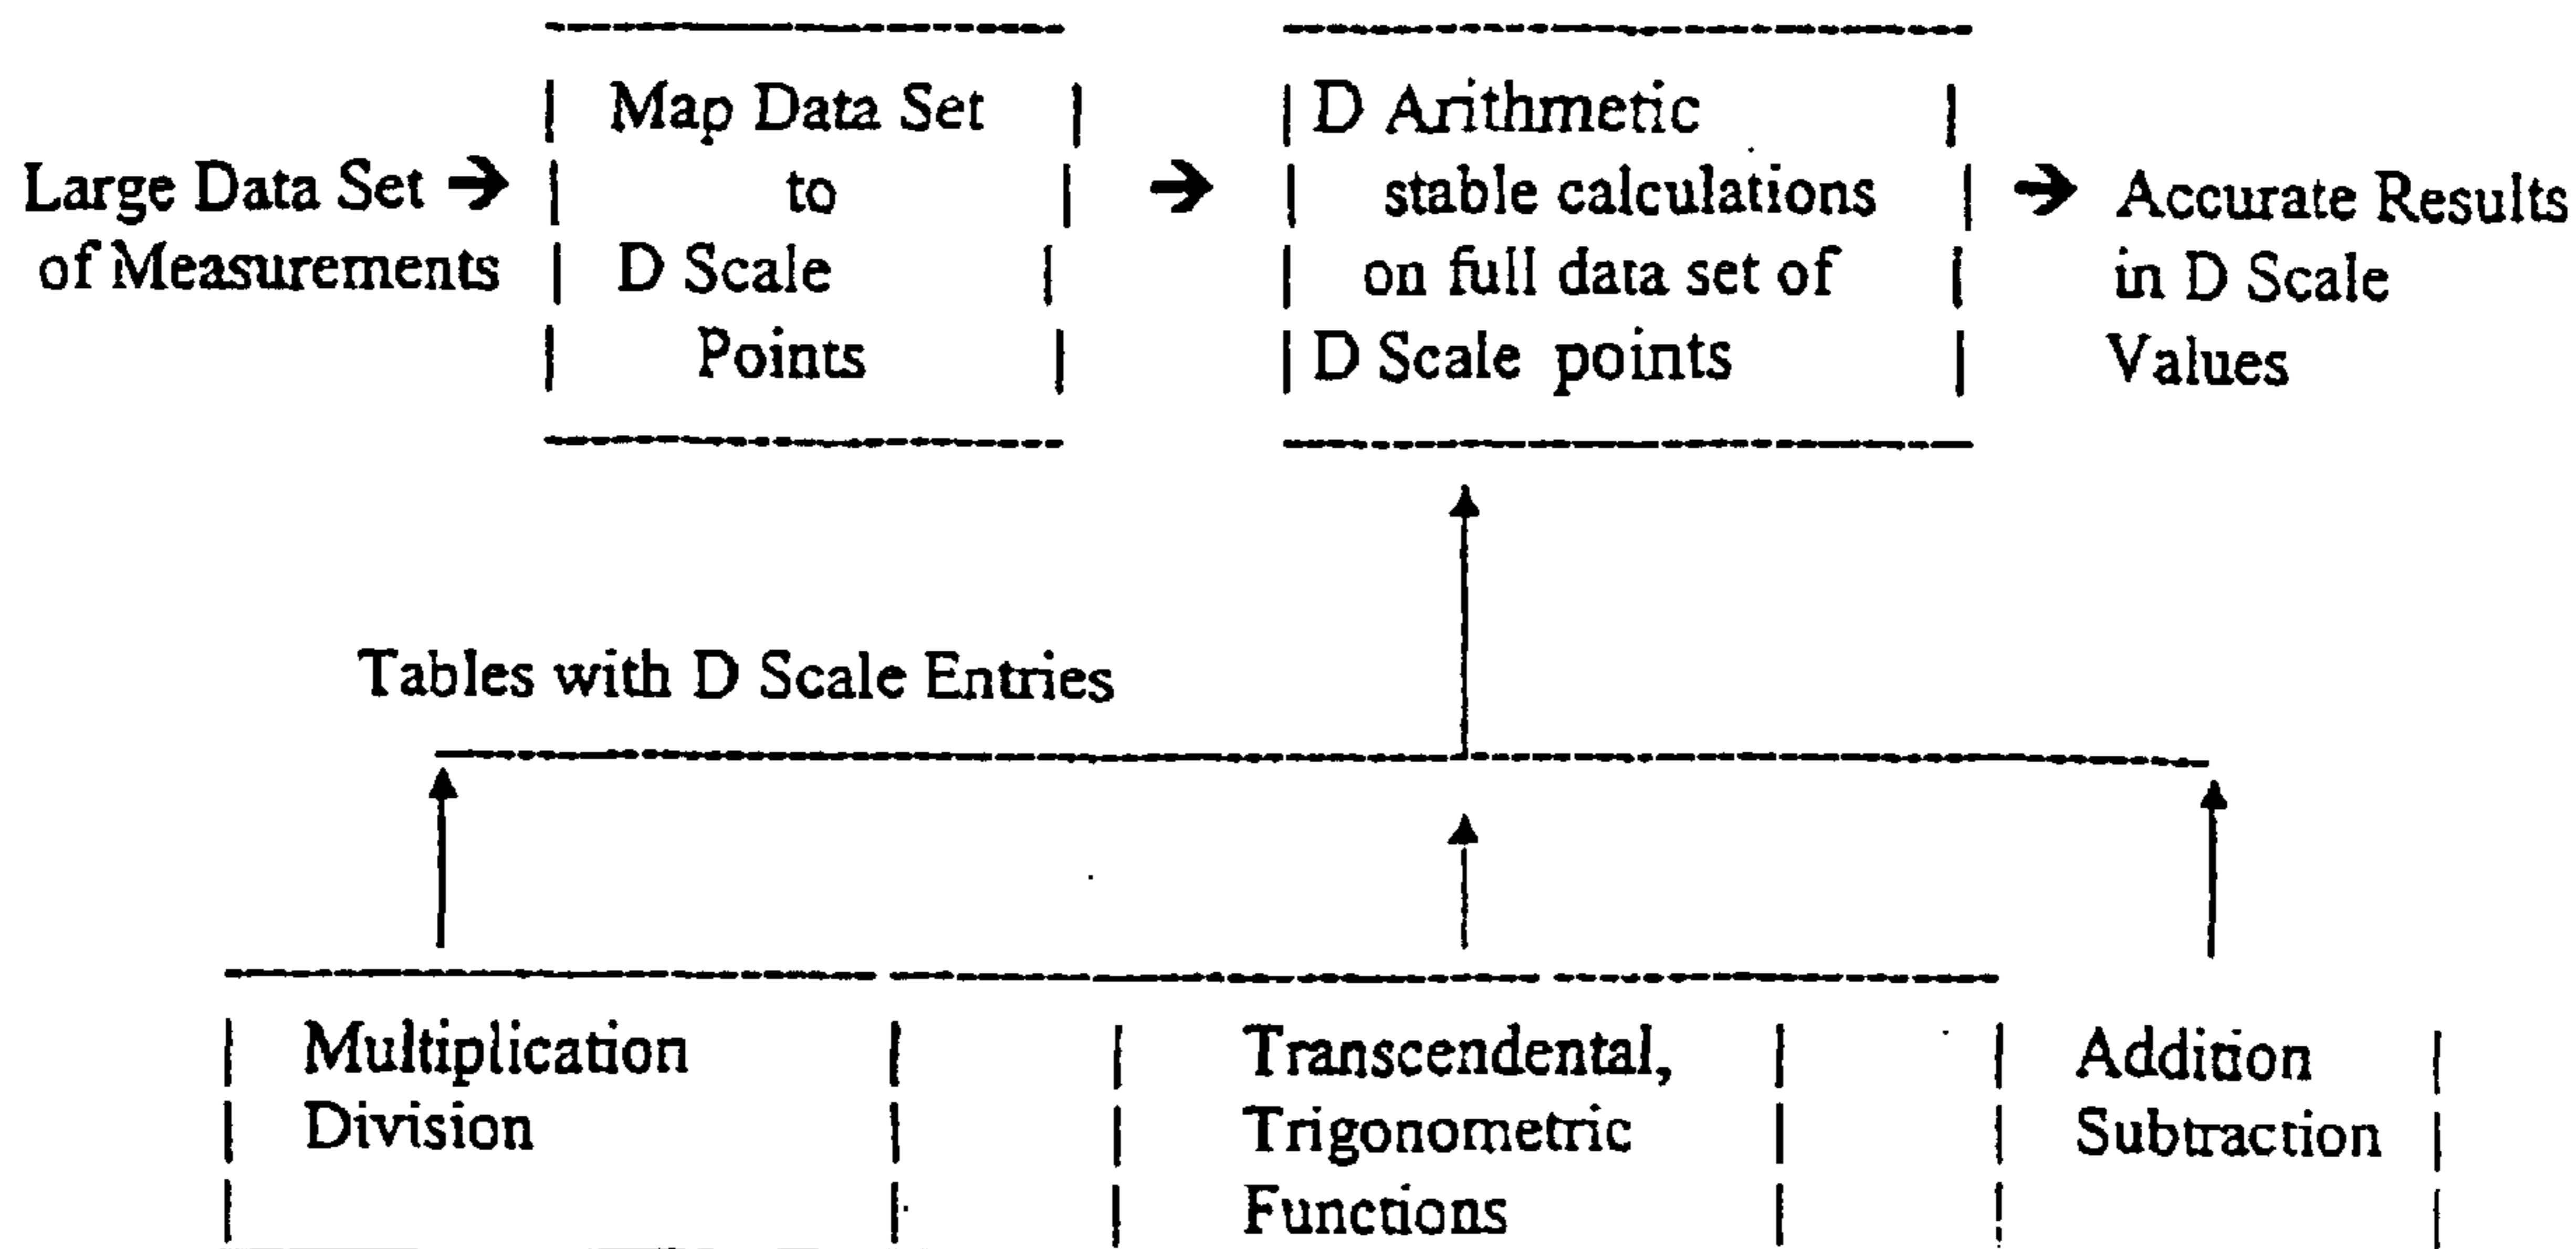 Large Data Set →
of Measurements
Map Data Set
to
D Scale
Points
→
D Arithmetic
stable calculations
on full data set of
D Scale points
→ Accurate Results
in D Scale
Values
Tables with D Scale Entries
Multiplication
Division
Transcendental,
Trigonometric
Functions
Addition
Subtraction